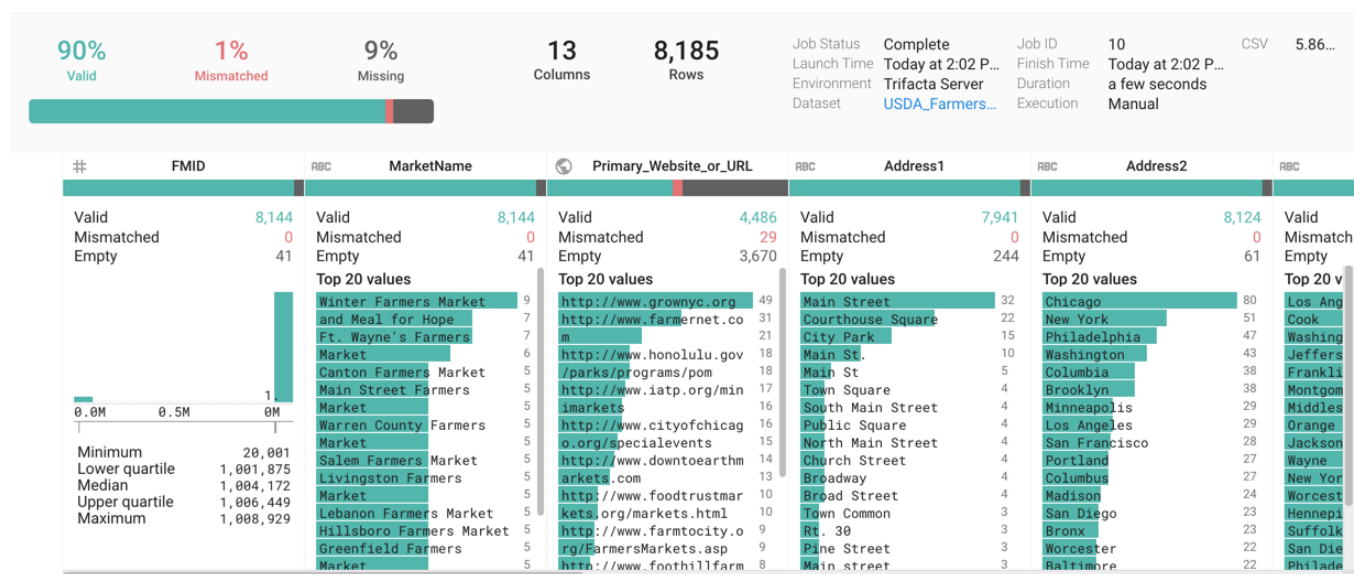 90% 1% 9% 13 8,185
Valid Mismatched Missing Columns Rows
Job Status Complete Job ID 10 CSV 5.86…
Launch Time Today at 2:02 P… Finish Time Today at 2:02 P…
Environment Trifacta Server Duration a few seconds
Dataset USDA_Farmers… Execution Manual
# FMID
Valid 8,144
Mismatched 0
Empty 41
0.0M 0.5M 1.
0M
Minimum 20,001
Lower quartile 1,001,875
Median 1,004,172
Upper quartile 1,006,449
Maximum 1,008,929
ABC MarketName
Valid 8,144
Mismatched 0
Empty 41
Top 20 values
Winter Farmers Market 9
and Meal for Hope 7
Ft. Wayne's Farmers 7
Market 6
Canton Farmers Market 5
Main Street Farmers 5
Market 5
Warren County Farmers 5
Market 5
Salem Farmers Market 5
Livingston Farmers 5
Market 5
Lebanon Farmers Market 5
Hillsboro Farmers Market 5
Greenfield Farmers 5
Market 5
Primary_Website_or_URL
Valid 4,486
Mismatched 29
Empty 3,670
Top 20 values
http://www.grownyc.org 49
http://www.farmernet.co 31
m 21
http://www.honolulu.gov 18
/parks/programs/pom 18
http://www.iatp.org/min 17
imarkets 16
http://www.cityofchicag 16
o.org/specialevents 15
http://www.downtoearthm 14
arkets.com 13
http://www.foodtrustmar 10
kets.org/markets.html 10
http://www.farmtocity.o 9
rg/FarmersMarkets.asp 9
http://www.foothillfarm 8
ABC Address1
Valid 7,941
Mismatched 0
Empty 244
Top 20 values
Main Street 32
Courthouse Square 22
City Park 15
Main St. 10
Main St 5
Town Square 4
South Main Street 4
Public Square 4
North Main Street 4
Church Street 4
Broadway 4
Broad Street 4
Town Common 3
Rt. 30 3
Pine Street 3
Main street 3
ABC Address2
Valid 8,124
Mismatched 0
Empty 61
Top 20 values
Chicago 80
New York 51
Philadelphia 47
Washington 43
Columbia 38
Brooklyn 38
Minneapolis 29
Los Angeles 29
San Francisco 28
Portland 27
Columbus 27
Madison 24
San Diego 23
Bronx 23
Worcester 22
Baltimore 22
ABC
Valid
Mismatch
Empty
Top 20 v
Los Ang
Cook
Washing
Jeffers
Frankli
Montgom
Middles
Orange
Jackson
Wayne
New Yor
Worcest
Hennepi
Suffolk
San Die
Philade